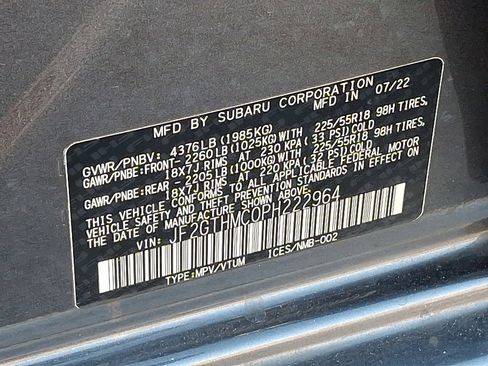 MFD BY SUBARU CORPORATION
MFD IN 07/22
GVWR/PNBV: 4376LB(1985KG)
GAWR/PNBE:FRONT- 2260LB(1025KG)WITH 225/55R18 98H TIRES,
18X7J RIMS AT 230 KPA( 33 PSI)COLD
GAWR/PNBE:REAR - 2205LB(1000KG)WITH 225/55R18 98H TIRES,
18X7J RIMS AT 220 KPA( 32 PSI)COLD
THIS VEHICLE CONFORMS TO ALL APPLICABLE FEDERAL MOTOR
VEHICLE SAFETY AND THEFT PREVENTION STANDARDS IN EFFECT ON
THE DATE OF MANUFACTURE SHOWN ABOVE.
VIN: JF2GTHMC0PH222964
TYPE:MPV/VTUM ICES/NMB-002